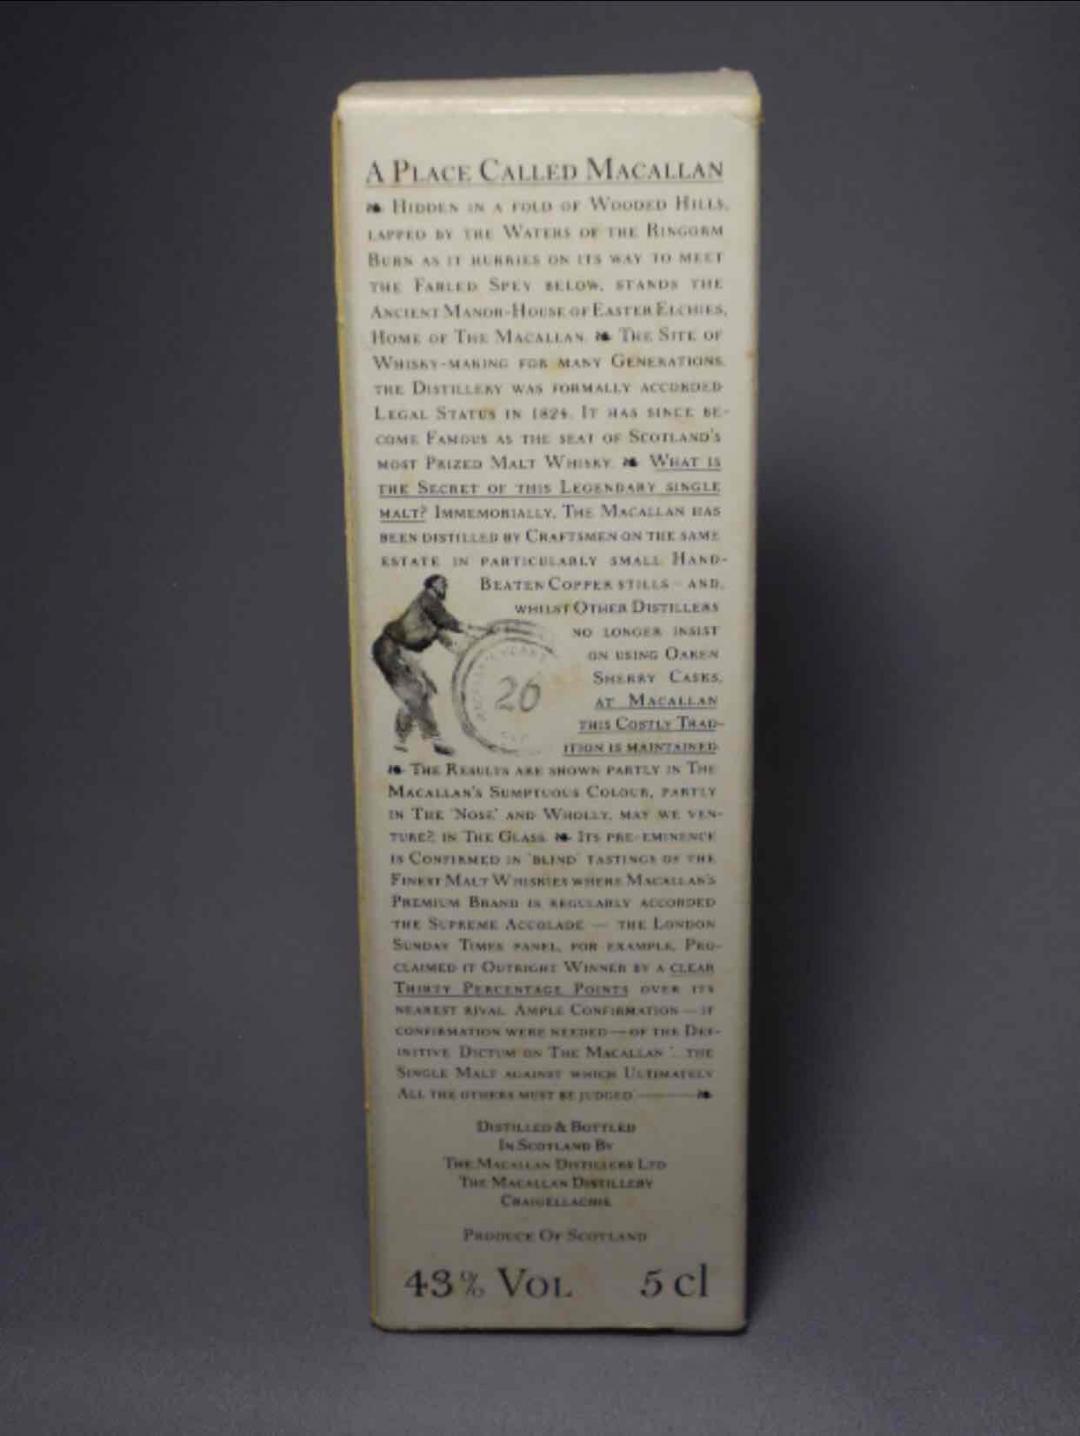 A PLACE CALLED MACALLAN
❧ HIDDEN IN A FOLD OF WOODED HILLS,
LAPPED BY THE WATERS OF THE RINGORM
BURN AS IT HURRIES ON ITS WAY TO MEET
THE FABLED SPEY BELOW, STANDS THE
ANCIENT MANOR-HOUSE OF EASTER ELCHIES,
HOME OF THE MACALLAN. ❧ THE SITE OF
WHISKY-MAKING FOR MANY GENERATIONS,
THE DISTILLERY WAS FORMALLY ACCORDED
LEGAL STATUS IN 1824. IT HAS SINCE BE-
COME FAMOUS AS THE SEAT OF SCOTLAND'S
MOST PRIZED MALT WHISKY. ❧ WHAT IS
THE SECRET OF THIS LEGENDARY SINGLE
MALT? IMMEMORIALLY, THE MACALLAN HAS
BEEN DISTILLED BY CRAFTSMEN ON THE SAME
ESTATE IN PARTICULARLY SMALL HAND-
BEATEN COPPER STILLS – AND,
WHILST OTHER DISTILLERS
NO LONGER INSIST
ON USING OAKEN
SHERRY CASKS,
AT MACALLAN
THIS COSTLY TRAD-
ITION IS MAINTAINED.
26
❧ THE RESULTS ARE SHOWN PARTLY IN THE
MACALLAN'S SUMPTUOUS COLOUR, PARTLY
IN THE 'NOSE' AND WHOLLY, MAY WE VEN-
TURE?, IN THE GLASS. ❧ ITS PRE-EMINENCE
IS CONFIRMED IN 'BLIND' TASTINGS OF THE
FINEST MALT WHISKIES WHERE MACALLAN'S
PREMIUM BRAND IS REGULARLY ACCORDED
THE SUPREME ACCOLADE — THE LONDON
SUNDAY TIMES PANEL, FOR EXAMPLE, PRO-
CLAIMED IT OUTRIGHT WINNER BY A CLEAR
THIRTY PERCENTAGE POINTS OVER ITS
NEAREST RIVAL. AMPLE CONFIRMATION — IF
CONFIRMATION WERE NEEDED — OF THE DEF-
INITIVE DICTUM ON THE MACALLAN '. THE
SINGLE MALT AGAINST WHICH ULTIMATELY
ALL THE OTHERS MUST BE JUDGED' ——— ❧
DISTILLED & BOTTLED
IN SCOTLAND BY
THE MACALLAN DISTILLERS LTD
THE MACALLAN DISTILLERY
CRAIGELLACHIE
PRODUCE OF SCOTLAND
43% VOL 5 cl